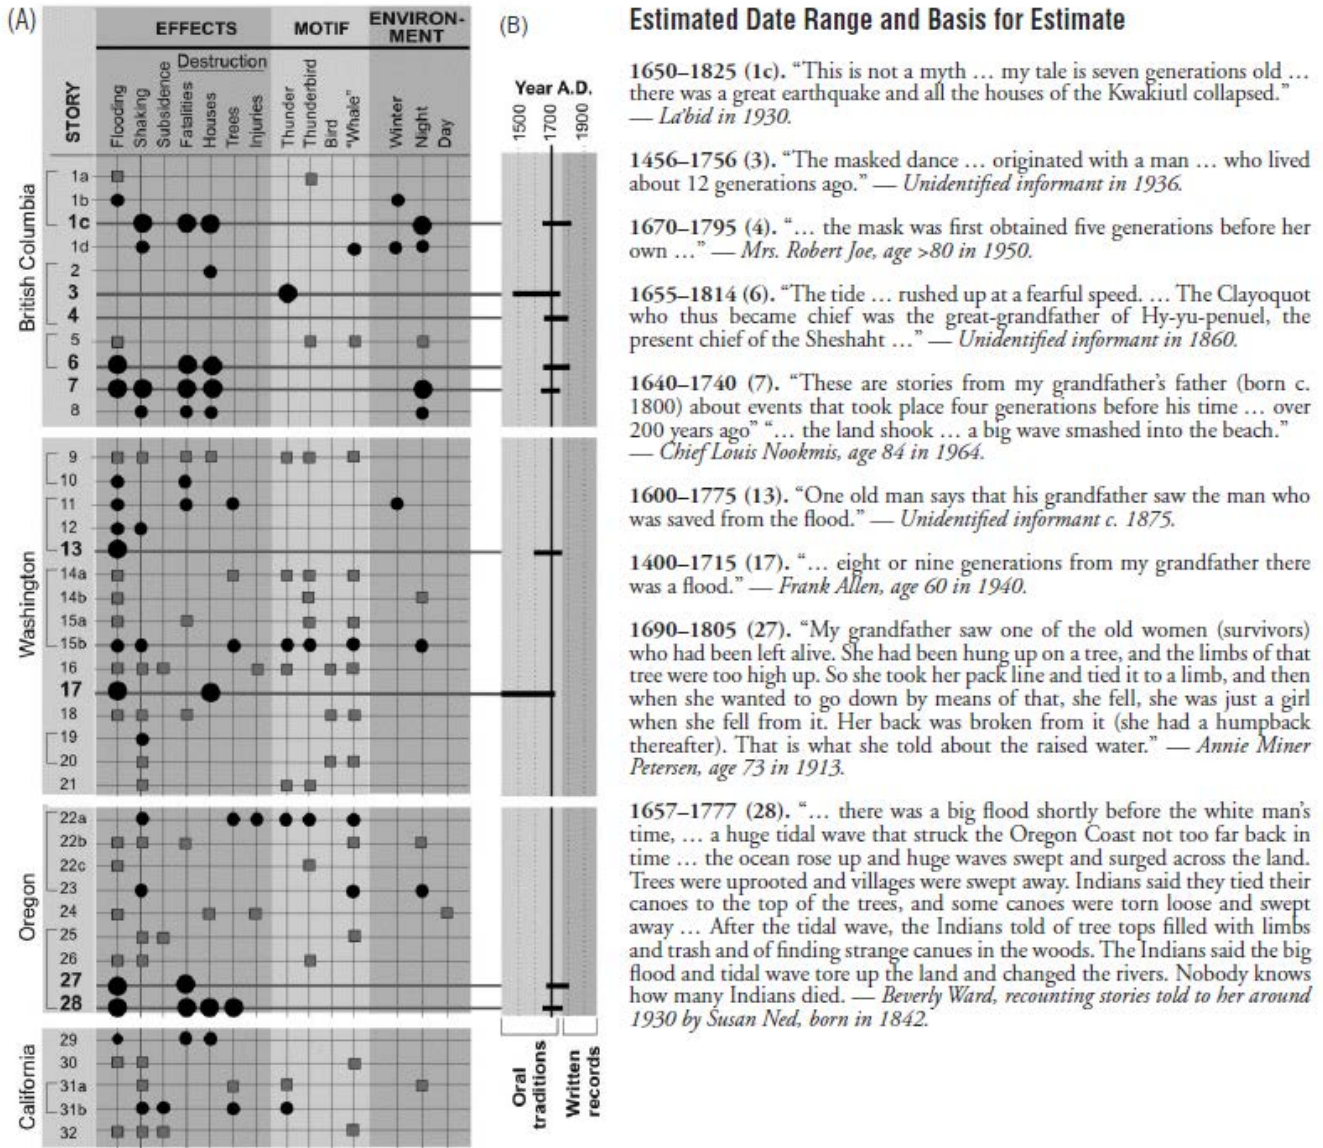 (A)
EFFECTS
MOTIF
ENVIRON-
MENT
Destruction
STORY
Flooding
Shaking
Subsidence
Fatalities
Houses
Trees
Injuries
Thunder
Thunderbird
Bird
"Whale"
Winter
Night
Day
British Columbia
1a
1b
1c
1d
2
3
4
5
6
7
8
Washington
9
10
11
12
13
14a
14b
15a
15b
16
17
18
19
20
21
Oregon
22a
22b
22c
23
24
25
26
27
28
California
29
30
31a
31b
32
(B)
Year A.D.
1500
1700
1900
Oral
traditions
Written
records
Estimated Date Range and Basis for Estimate
1650–1825 (1c). “This is not a myth … my tale is seven generations old …
there was a great earthquake and all the houses of the Kwakiutl collapsed.”
— La’bid in 1930.
1456–1756 (3). “The masked dance … originated with a man … who lived
about 12 generations ago.” — Unidentified informant in 1936.
1670–1795 (4). “… the mask was first obtained five generations before her
own …” — Mrs. Robert Joe, age >80 in 1950.
1655–1814 (6). “The tide … rushed up at a fearful speed. … The Clayoquot
who thus became chief was the great-grandfather of Hy-yu-penuel, the
present chief of the Sheshaht …” — Unidentified informant in 1860.
1640–1740 (7). “These are stories from my grandfather’s father (born c.
1800) about events that took place four generations before his time … over
200 years ago” “… the land shook … a big wave smashed into the beach.”
— Chief Louis Nookmis, age 84 in 1964.
1600–1775 (13). “One old man says that his grandfather saw the man who
was saved from the flood.” — Unidentified informant c. 1875.
1400–1715 (17). “… eight or nine generations from my grandfather there
was a flood.” — Frank Allen, age 60 in 1940.
1690–1805 (27). “My grandfather saw one of the old women (survivors)
who had been left alive. She had been hung up on a tree, and the limbs of that
tree were too high up. So she took her pack line and tied it to a limb, and then
when she wanted to go down by means of that, she fell, she was just a girl
when she fell from it. Her back was broken from it (she had a humpback
thereafter). That is what she told about the raised water.” — Annie Miner
Petersen, age 73 in 1913.
1657–1777 (28). “… there was a big flood shortly before the white man’s
time, … a huge tidal wave that struck the Oregon Coast not too far back in
time … the ocean rose up and huge waves swept and surged across the land.
Trees were uprooted and villages were swept away. Indians said they tied their
canoes to the top of the trees, and some canoes were torn loose and swept
away … After the tidal wave, the Indians told of tree tops filled with limbs
and trash and of finding strange canues in the woods. The Indians said the big
flood and tidal wave tore up the land and changed the rivers. Nobody knows
how many Indians died. — Beverly Ward, recounting stories told to her around
1930 by Susan Ned, born in 1842.